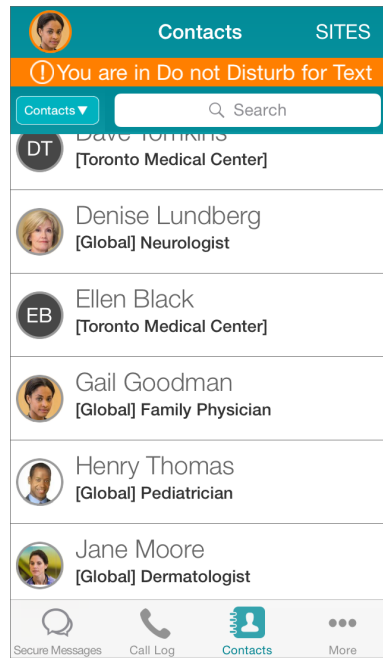 Contacts
SITES
! You are in Do not Disturb for Text
Contacts▼
Search
Dave Tomkins
DT
[Toronto Medical Center]
Denise Lundberg
[Global] Neurologist
Ellen Black
EB
[Toronto Medical Center]
Gail Goodman
[Global] Family Physician
Henry Thomas
[Global] Pediatrician
Jane Moore
[Global] Dermatologist
Secure Messages
Call Log
Contacts
More